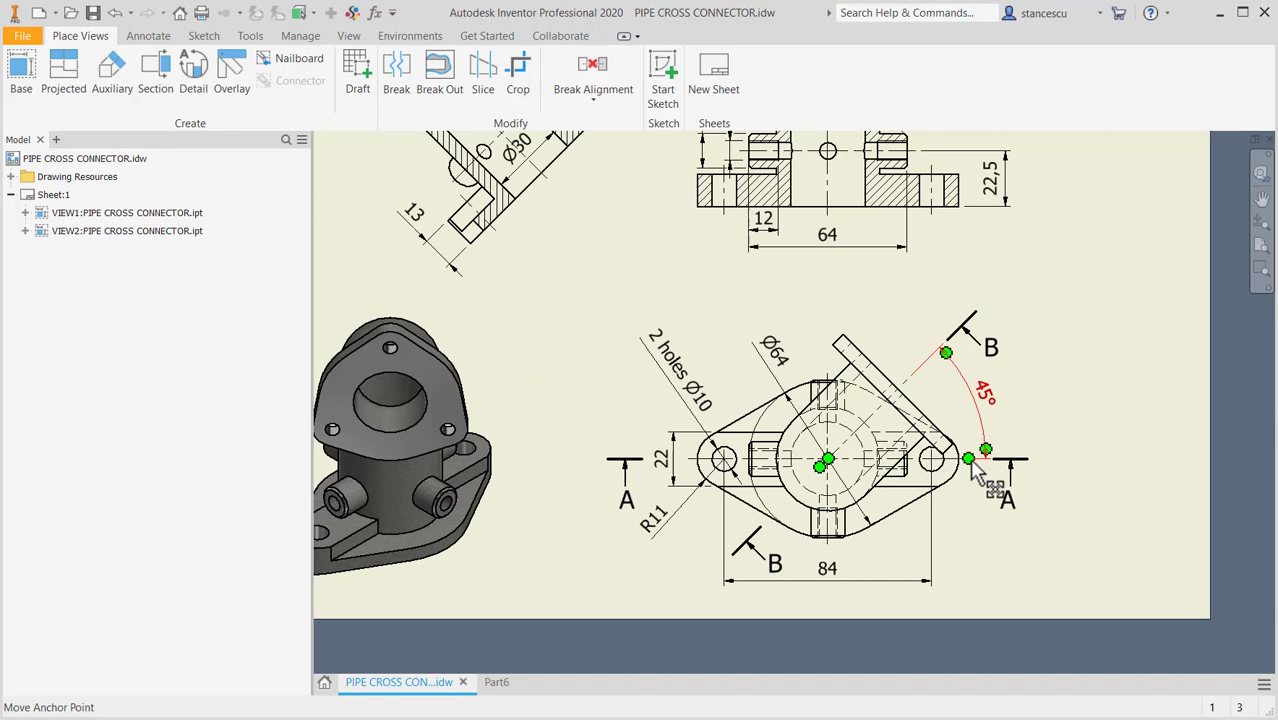 Autodesk Inventor Professional 2020 PIPE CROSS CONNECTOR.idw
Search Help & Commands...
stancescu
PRO
File Place Views Annotate Sketch Tools Manage View Environments Get Started Collaborate
Nailboard
Connector
Base Projected Auxiliary Section Detail Overlay Draft Break Break Out Slice Crop Break Alignment Start Sketch New Sheet
Create Modify Sketch Sheets
Model
PIPE CROSS CONNECTOR.idw
Drawing Resources
Sheet:1
VIEW1:PIPE CROSS CONNECTOR.ipt
VIEW2:PIPE CROSS CONNECTOR.ipt
Ø30
13
22,5
12
64
2 holes Ø10
Ø64
B
45°
22
A
A
R11
B
84
PIPE CROSS CON...idw Part6
Move Anchor Point 1 3